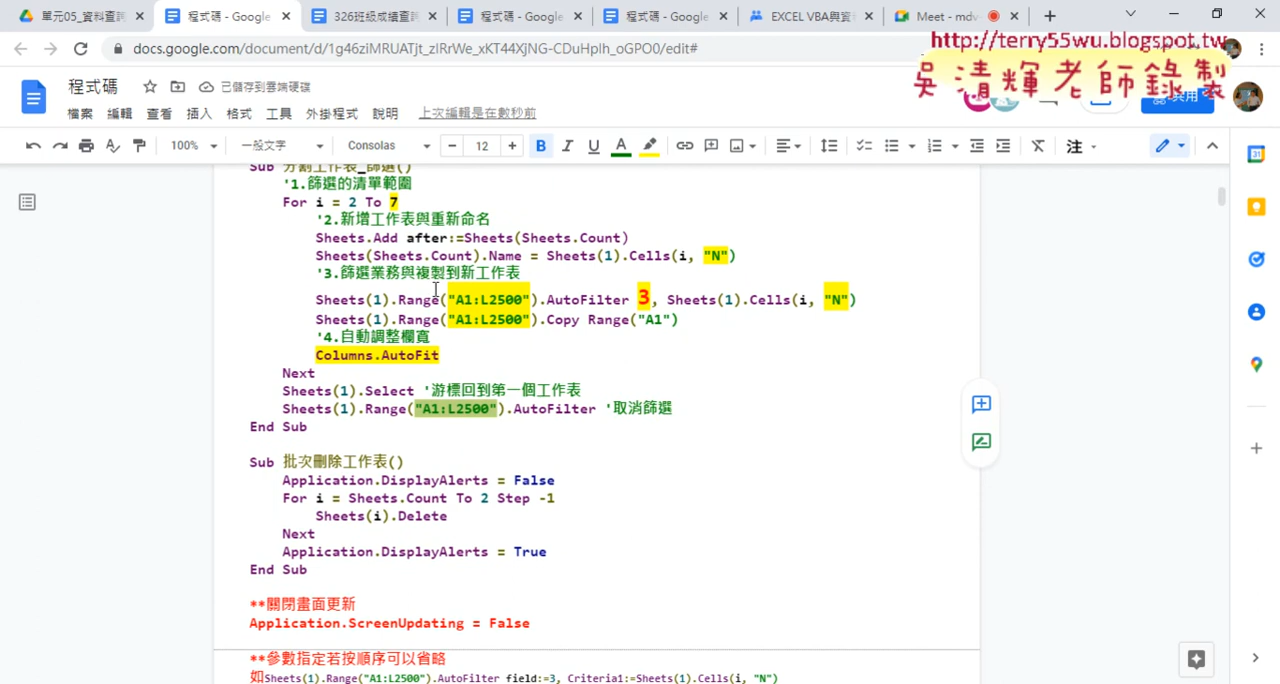 單元05_資料查詢
程式碼 - Google
326班級成績查詢
程式碼 - Google
程式碼 - Google
EXCEL VBA與資
Meet - mdv
docs.google.com/document/d/1g46ziMRUATjt_zlRrWe_xKT44XjNG-CDuHpIh_oGPO0/edit#
http://terry55wu.blogspot.tw
吳清輝老師錄製
程式碼
已儲存到雲端硬碟
檔案 編輯 查看 插入 格式 工具 外掛程式 說明 上次編輯是在數秒前
共用
100% 一般文字 Consolas 12 B I U A 注
Sub 分割工作表_篩選()
'1.篩選的清單範圍
For i = 2 To 7
'2.新增工作表與重新命名
Sheets.Add after:=Sheets(Sheets.Count)
Sheets(Sheets.Count).Name = Sheets(1).Cells(i, "N")
'3.篩選業務與複製到新工作表
Sheets(1).Range("A1:L2500").AutoFilter 3, Sheets(1).Cells(i, "N")
Sheets(1).Range("A1:L2500").Copy Range("A1")
'4.自動調整欄寬
Columns.AutoFit
Next
Sheets(1).Select '游標回到第一個工作表
Sheets(1).Range("A1:L2500").AutoFilter '取消篩選
End Sub
Sub 批次刪除工作表()
Application.DisplayAlerts = False
For i = Sheets.Count To 2 Step -1
Sheets(i).Delete
Next
Application.DisplayAlerts = True
End Sub
**關閉畫面更新
Application.ScreenUpdating = False
**參數指定若按順序可以省略
如Sheets(1).Range("A1:L2500").AutoFilter field:=3, Criteria1:=Sheets(1).Cells(i, "N")